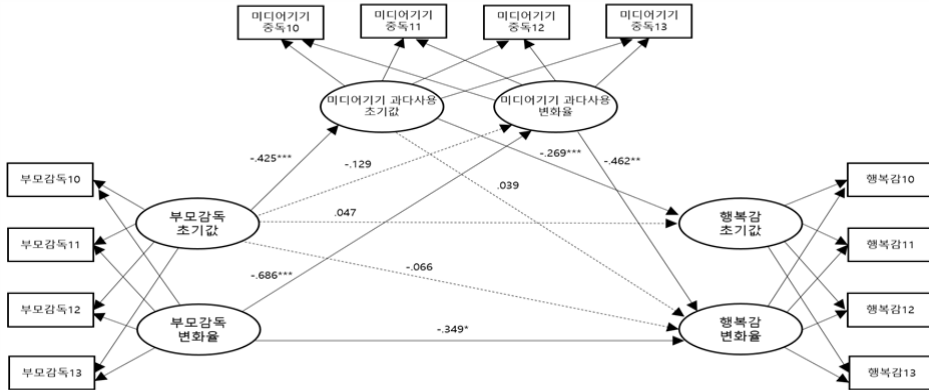 미디어기기
중독10
미디어기기
중독11
미디어기기
중독12
미디어기기
중독13
미디어기기 과다사용
초기값
미디어기기 과다사용
변화율
-.425***
-.129
-.269***
-.462**
.039
부모감독10
부모감독11
부모감독12
부모감독13
부모감독
초기값
.047
-.066
-.686***
부모감독
변화율
-.349*
행복감
초기값
행복감
변화율
행복감10
행복감11
행복감12
행복감13